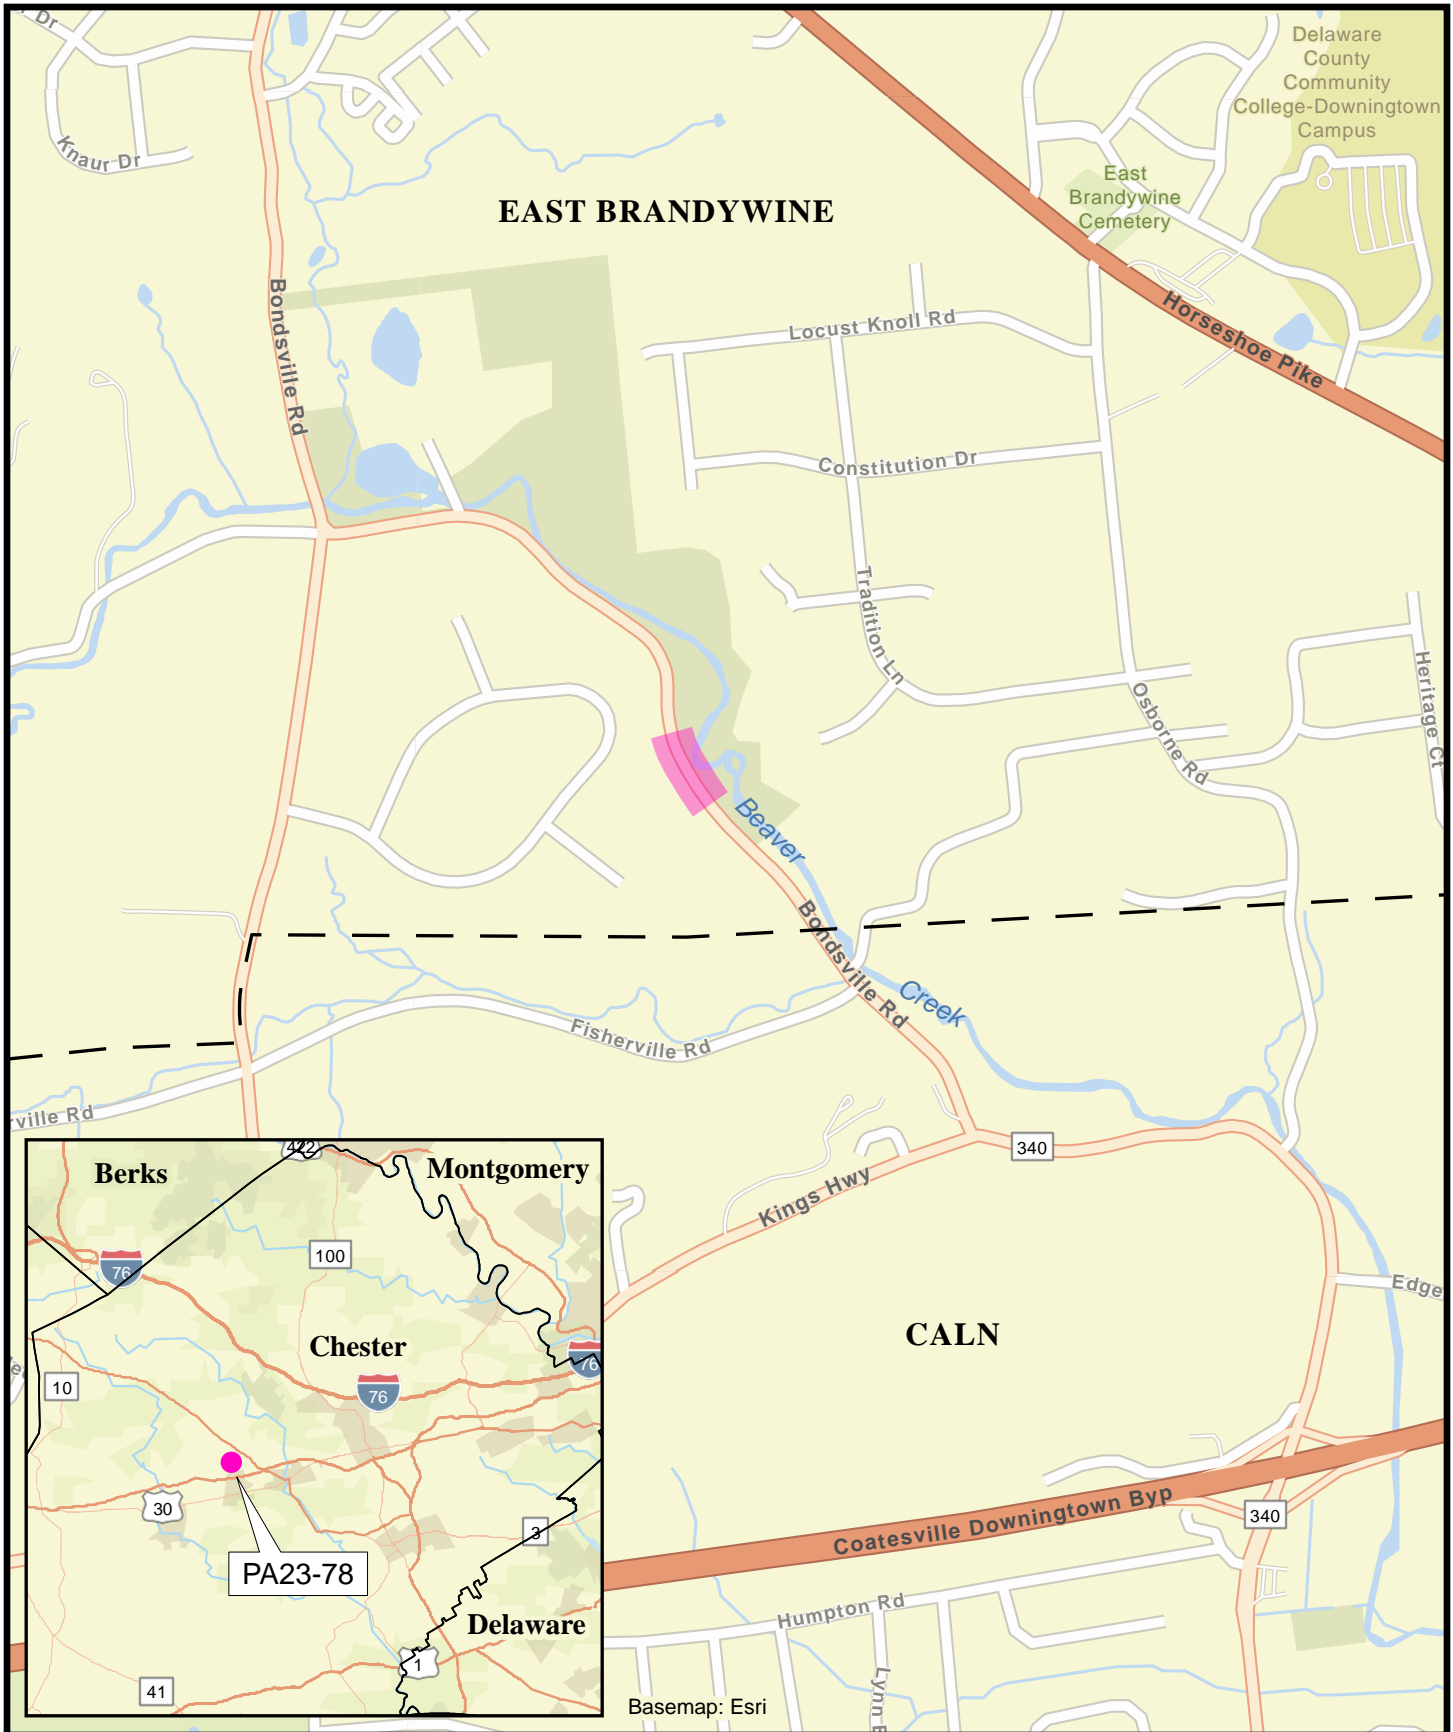 Delaware
County
Community
College-Downingtown
Campus
Knaur Dr
East
Brandywine
Cemetery
EAST BRANDYWINE
Bondsville Rd
Locust Knoll Rd
Horseshoe Pike
Constitution Dr
Tradition Ln
Osborne Rd
Heritage Ct
Beaver
Creek
Bondsville Rd
Fisherville Rd
ville Rd
340
Kings Hwy
Edge
CALN
Coatesville Downingtown Byp
340
Humpton Rd
Lynn
Basemap: Esri
Berks
422
Montgomery
76
100
Chester
76
76
10
30
3
PA23-78
Delaware
1
41